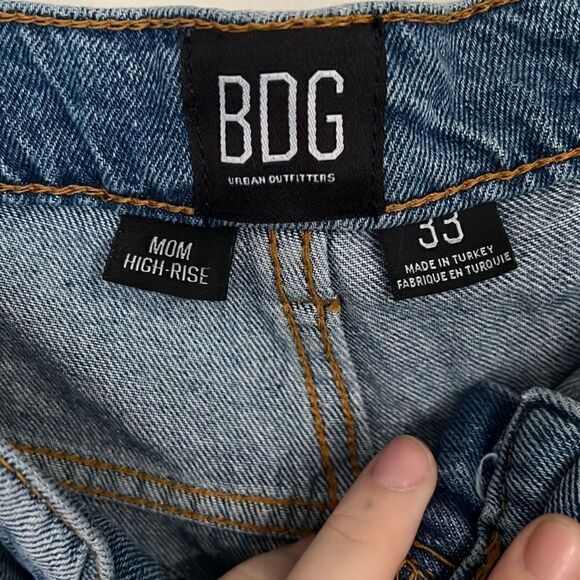 BDG
URBAN OUTFITTERS
MOM
HIGH-RISE
33
MADE IN TURKEY
FABRIQUE EN TURQUIE